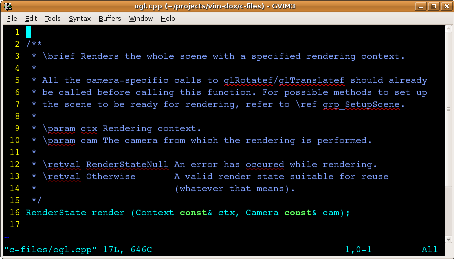 ogl.cpp (~/projects/vim-dox/c-files) - GVIM3
File Edit Tools Syntax Buffers Window Help
1
2 /**
3 * \brief Renders the whole scene with a specified rendering context.
4 *
5 * All the camera-specific calls to glRotatef/glTranslatef should already
6 * be called before calling this function. For possible methods to set up
7 * the scene to be ready for rendering, refer to \ref grp_SetupScene.
8 *
9 * \param ctx Rendering context.
10 * \param cam The camera from which the rendering is performed.
11 *
12 * \retval RenderStateNull An error has occured while rendering.
13 * \retval Otherwise A valid render state suitable for reuse
14 * (whatever that means).
15 */
16 RenderState render (Context const& ctx, Camera const& cam);
17
"c-files/ogl.cpp" 17L, 646C 1,0-1 All